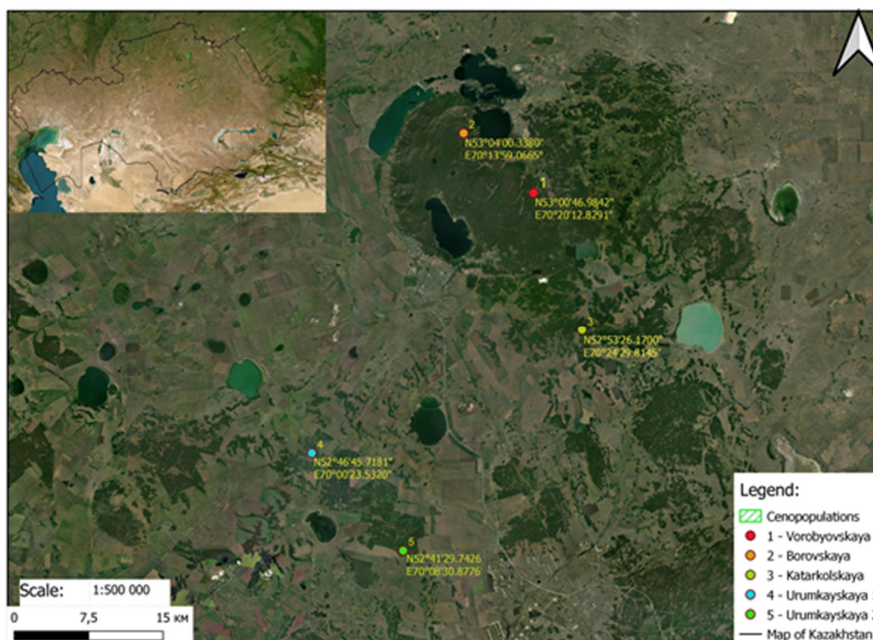 2
N53°04'00.3389"
E70°13'59.0665"
1
N53°00'46.9842"
E70°20'12.8291"
3
N52°53'26.1700"
E70°24'29.8145"
4
N52°46'45.7181"
E70°00'23.5320"
5
N52°41'29.7426
E70°08'30.8776
Legend:
Cenopopulations
1 - Vorobyovskaya
2 - Borovskaya
3 - Katarkolskaya
4 - Urumkayskaya
5 - Urumkayskaya
Map of Kazakhstan
Scale: 1:500 000
0 7,5 15 км